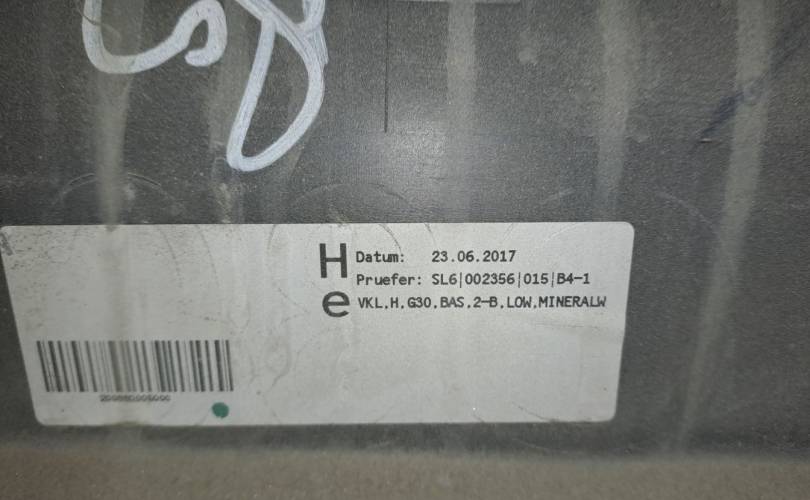 H
Datum: 23.06.2017
Pruefer: SL6|002356|015|B4-1
e
VKL,H,G30,BAS,2-B,LOW,MINERALW